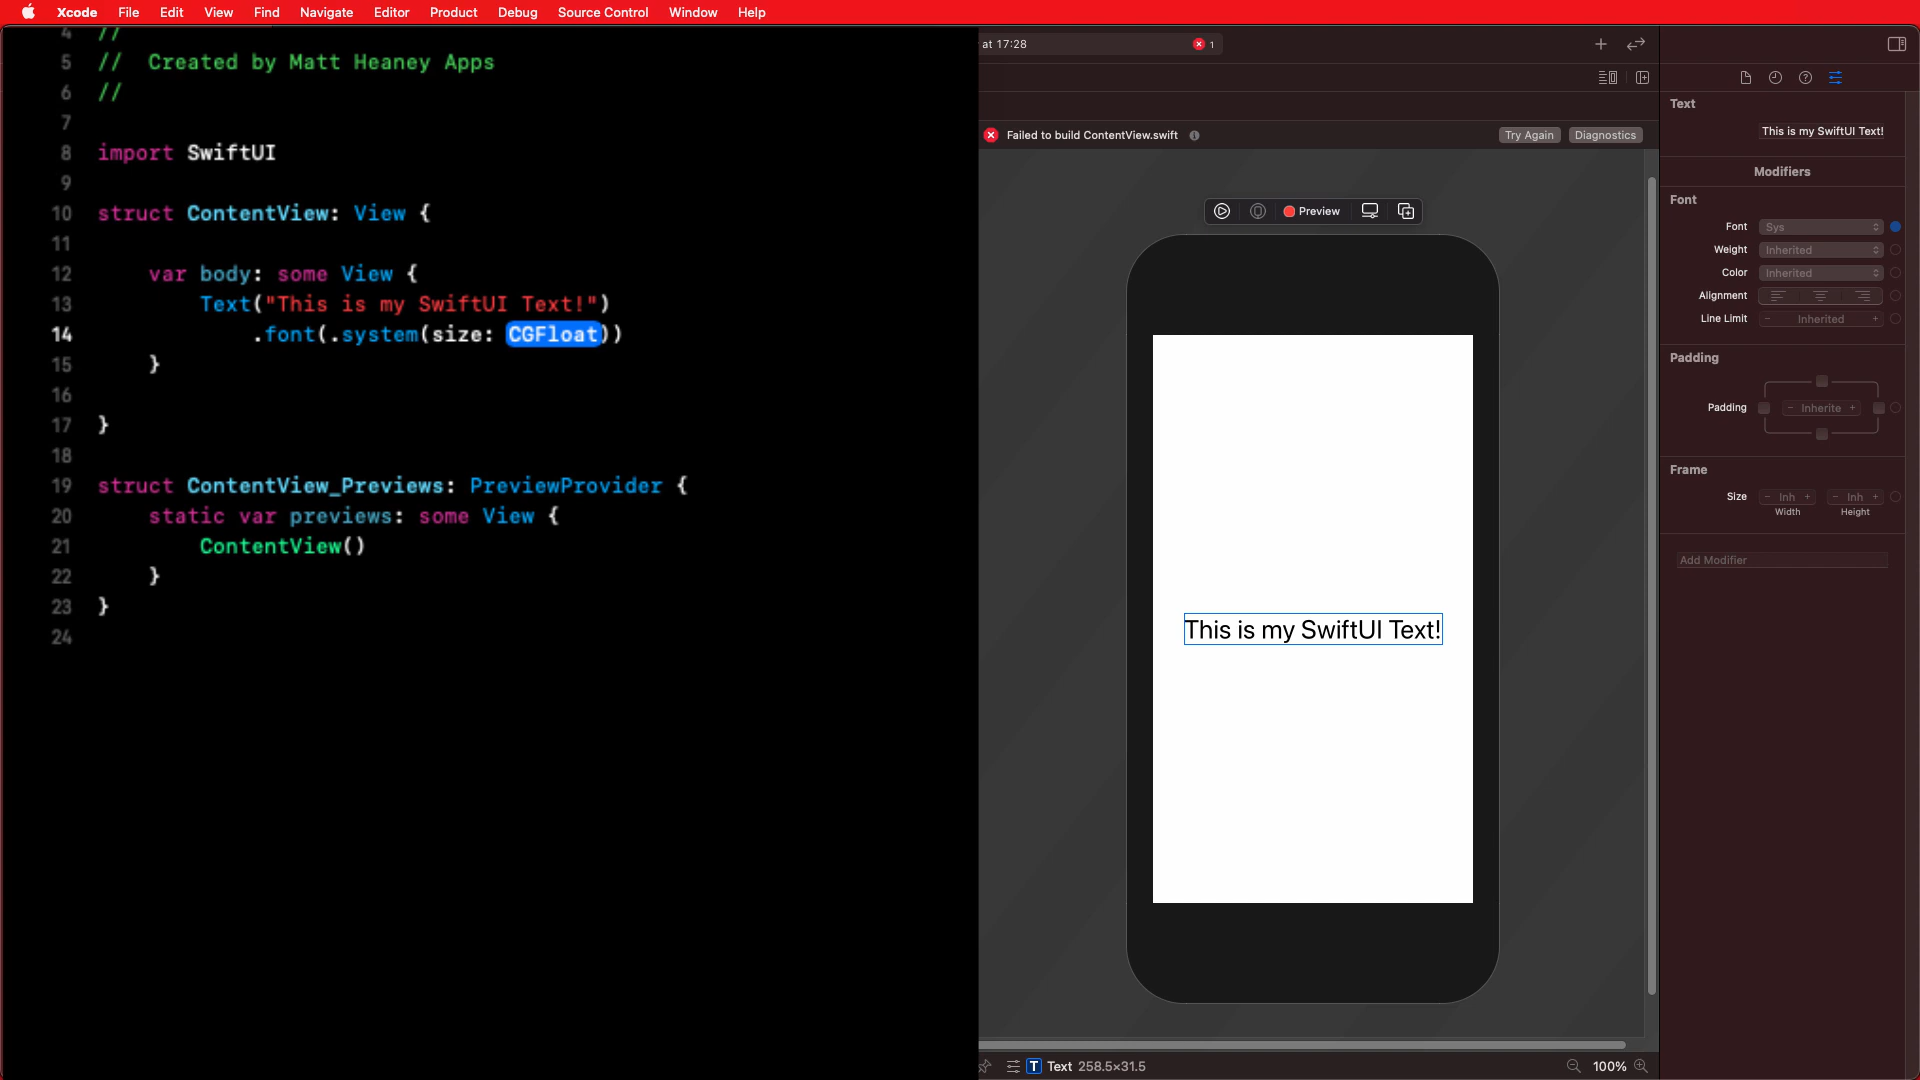 Xcode File Edit View Find Navigate Editor Product Debug Source Control Window Help
4 //
5 // Created by Matt Heaney Apps
6 //
7
8 import SwiftUI
9
10 struct ContentView: View {
11
12 var body: some View {
13 Text("This is my SwiftUI Text!")
14 .font(.system(size: CGFloat))
15 }
16
17 }
18
19 struct ContentView_Previews: PreviewProvider {
20 static var previews: some View {
21 ContentView()
22 }
23 }
24
at 17:28 1
Failed to build ContentView.swift Try Again Diagnostics
Preview
This is my SwiftUI Text!
T Text 258.5×31.5 100%
Text
This is my SwiftUI Text!
Modifiers
Font
Font Sys
Weight Inherited
Color Inherited
Alignment
Line Limit - Inherited +
Padding
Padding - Inherite +
Frame
Size - Inh + - Inh +
Width Height
Add Modifier